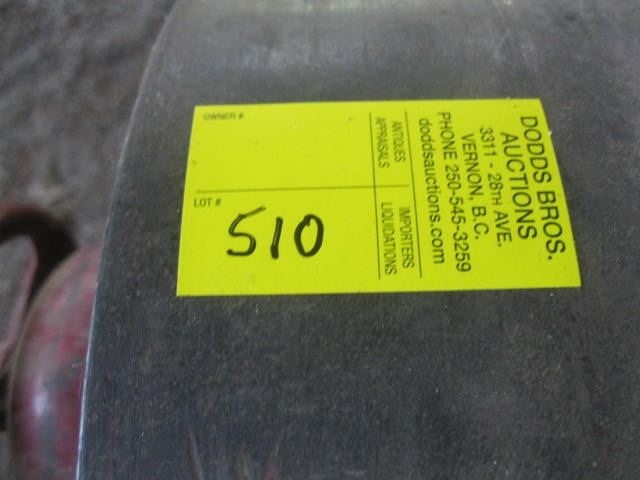 DODDS BROS.
AUCTIONS
3311 - 28TH AVE.
VERNON, B.C.
PHONE 250-545-3259
doddsauctions.com
ANTIQUES
APPRAISALS
IMPORTERS
LIQUIDATIONS
OWNER #
LOT #
510